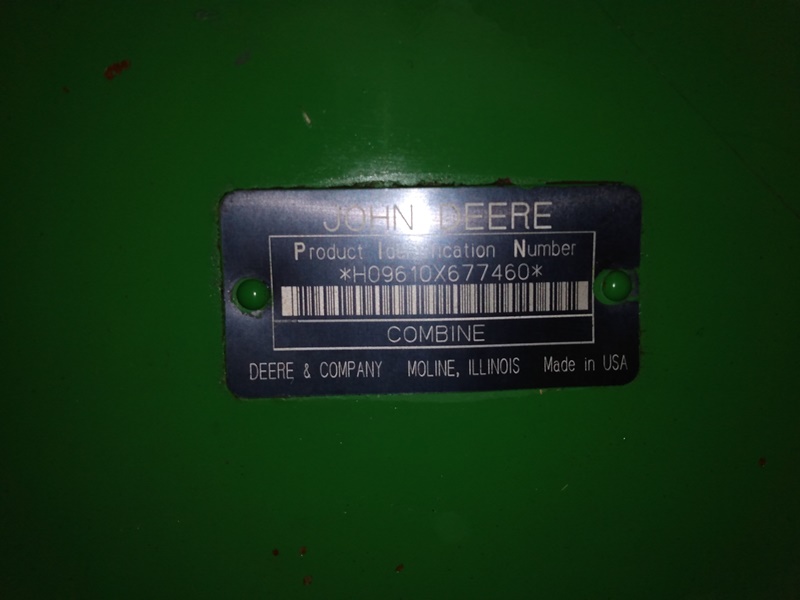 JOHN DEERE
Product Identification Number
*H09610X677460*
COMBINE
DEERE & COMPANY MOLINE, ILLINOIS Made in USA